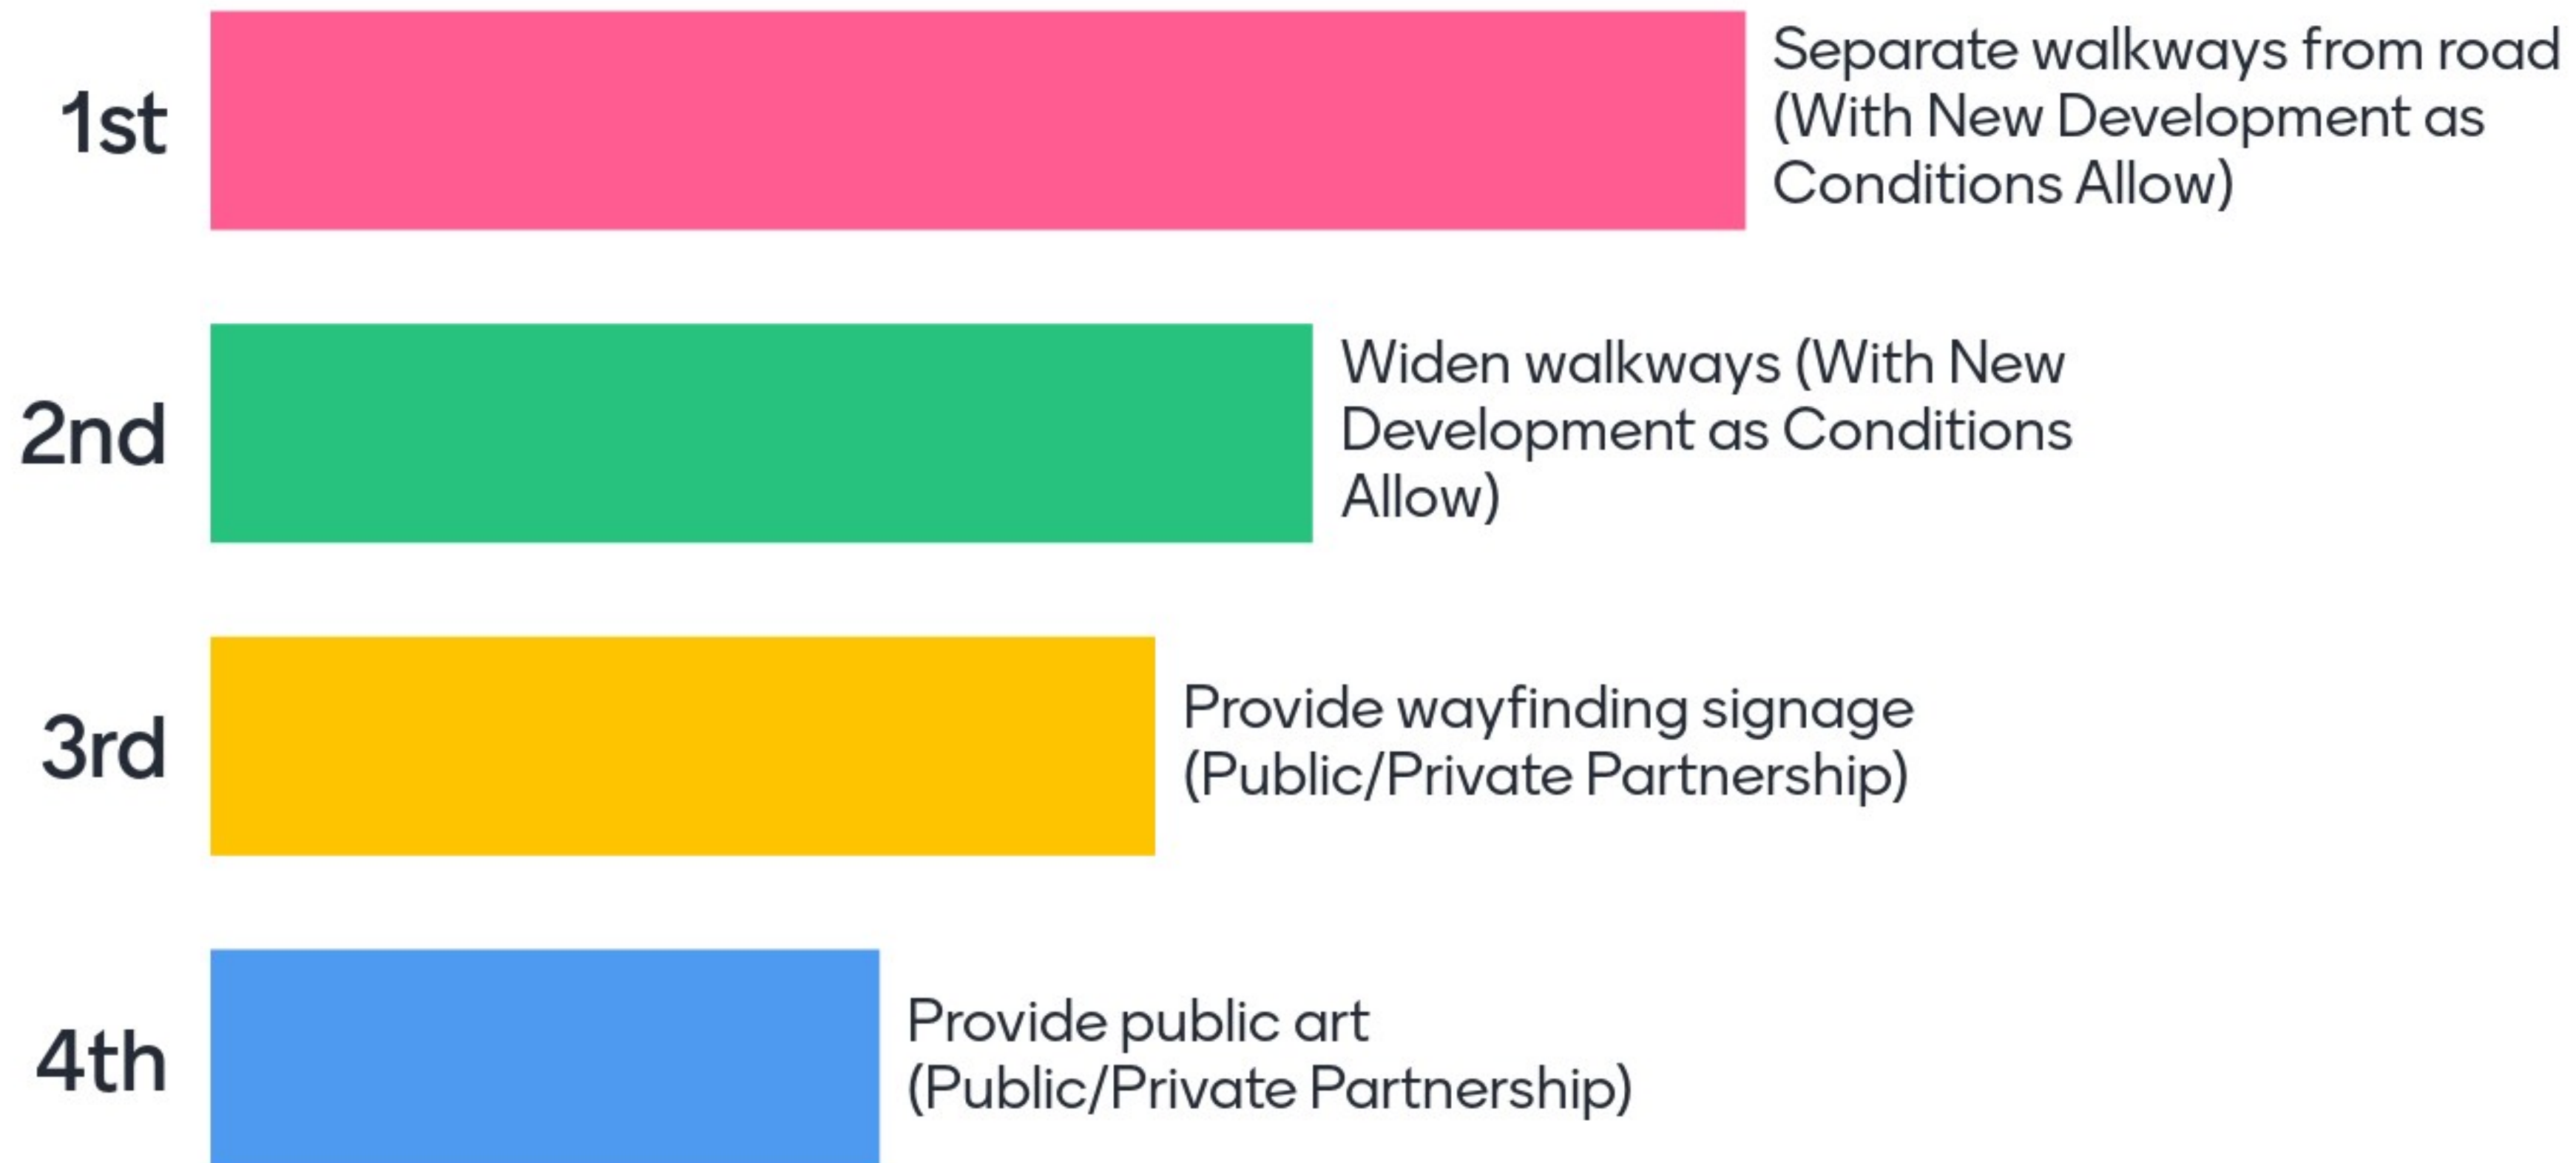 1st
Separate walkways from road
(With New Development as
Conditions Allow)
2nd
Widen walkways (With New
Development as Conditions
Allow)
3rd
Provide wayfinding signage
(Public/Private Partnership)
4th
Provide public art
(Public/Private Partnership)